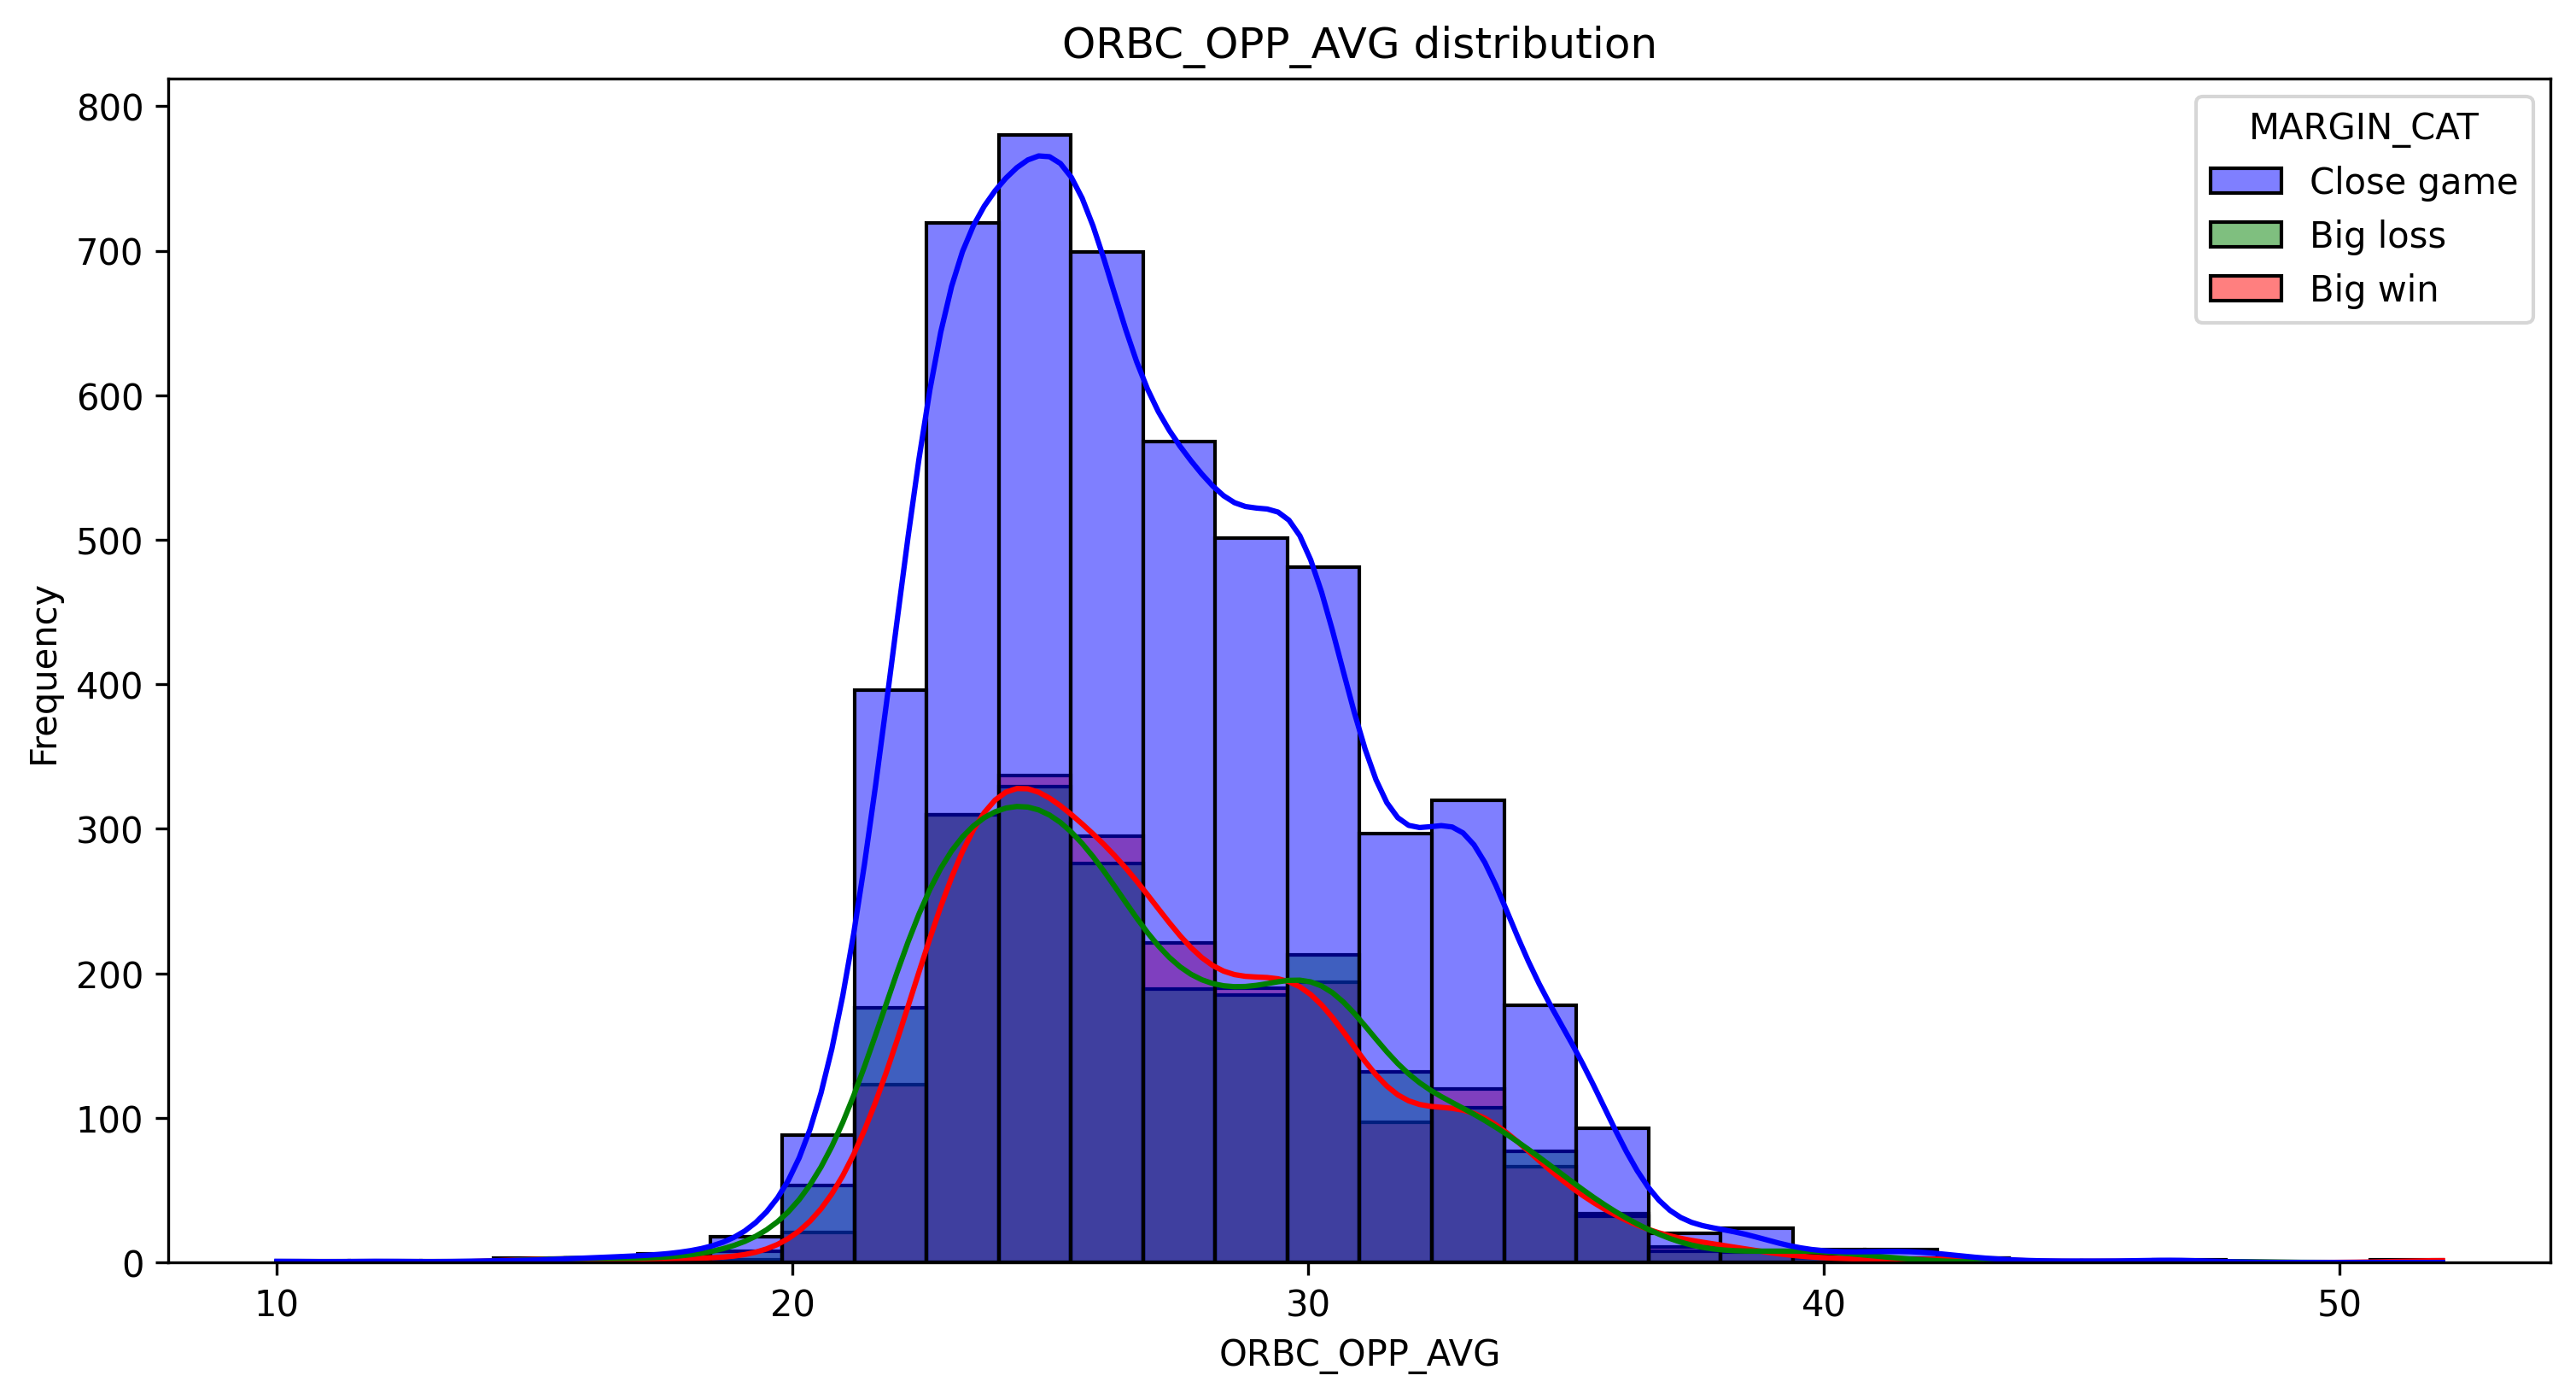 ORBC_OPP_AVG distribution
800
700
600
500
400
300
200
100
0
Frequency
MARGIN_CAT
Close game
Big loss
Big win
10 20 30 40 50
ORBC_OPP_AVG